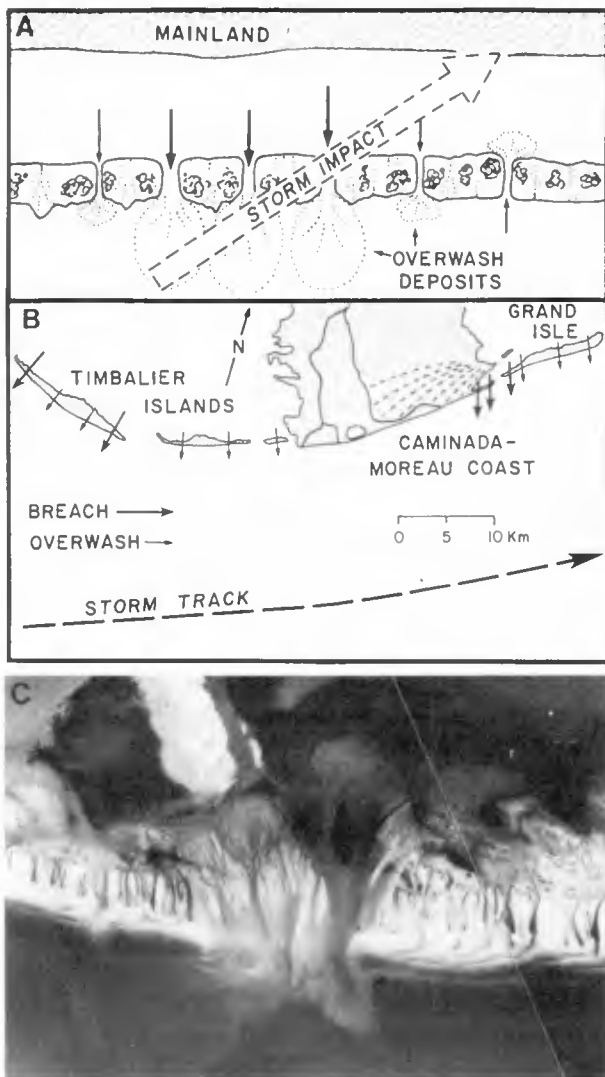 A
MAINLAND
STORM IMPACT
OVERWASH
DEPOSITS
B
GRAND
ISLE
N
TIMBALIER
ISLANDS
CAMINADA-
MOREAU COAST
BREACH
OVERWASH
0 5 10 Km
STORM TRACK
C